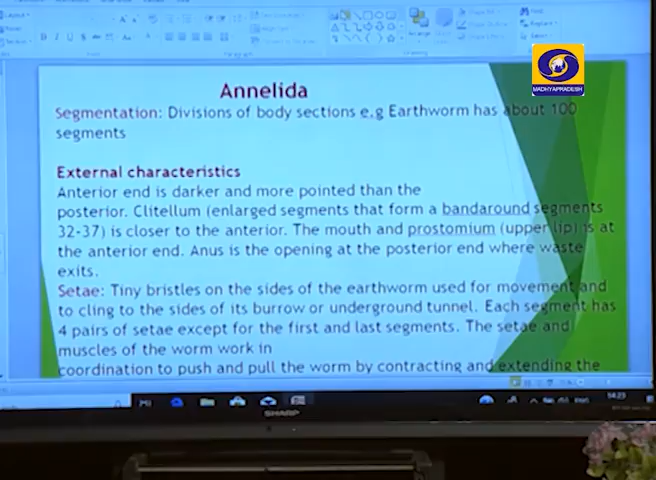 MADHYAPRADESH
Annelida
Segmentation: Divisions of body sections e.g Earthworm has about 100
segments
External characteristics
Anterior end is darker and more pointed than the
posterior. Clitellum (enlarged segments that form a bandaround segments
32-37) is closer to the anterior. The mouth and prostomium (upper lip) is at
the anterior end. Anus is the opening at the posterior end where waste
exits.
Setae: Tiny bristles on the sides of the earthworm used for movement and
to cling to the sides of its burrow or underground tunnel. Each segment has
4 pairs of setae except for the first and last segments. The setae and
muscles of the worm work in
coordination to push and pull the worm by contracting and extending the
14:23
SHARP